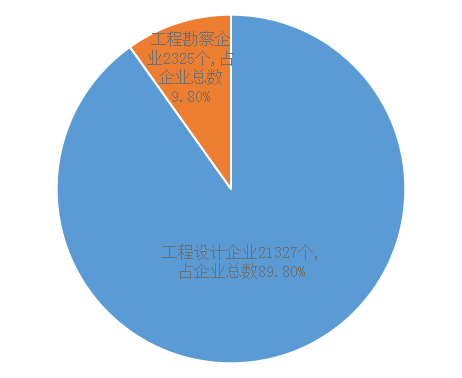 工程勘察企
业2325个,占
企业总数
9.80%
工程设计企业21327个,
占企业总数89.80%